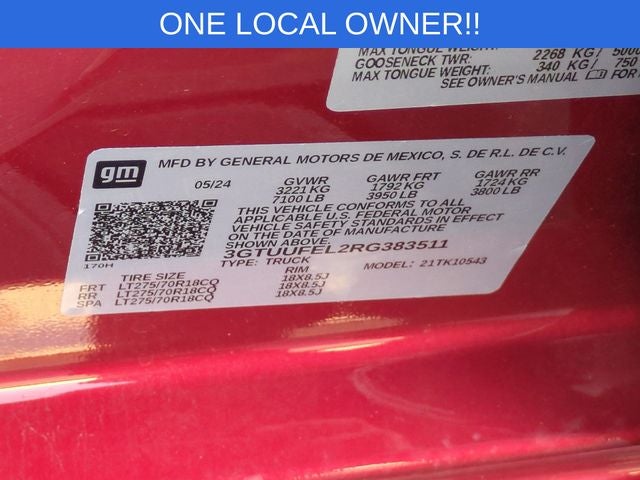 ONE LOCAL OWNER!!
MAX TONGUE WEIGHT:
GOOSENECK TWR: 2268 KG/ 5000
MAX TONGUE WEIGHT: 340 KG/ 750
SEE OWNER'S MANUAL FOR
gm
MFD BY GENERAL MOTORS DE MEXICO, S. DE R.L. DE C.V.
05/24 GVWR GAWR FRT GAWR RR
3221 KG 1792 KG 1724 KG
7100 LB 3950 LB 3800 LB
THIS VEHICLE CONFORMS TO ALL
APPLICABLE U.S. FEDERAL MOTOR
VEHICLE SAFETY STANDARDS IN EFFECT
ON THE DATE OF MANUFACTURE
SHOWN ABOVE.
3GTUUFEL2RG383511
170H TYPE: TRUCK MODEL: 21TK10543
TIRE SIZE RIM
FRT LT275/70R18CQ 18X8.5J
RR LT275/70R18CQ 18X8.5J
SPA LT275/70R18CQ 18X8.5J